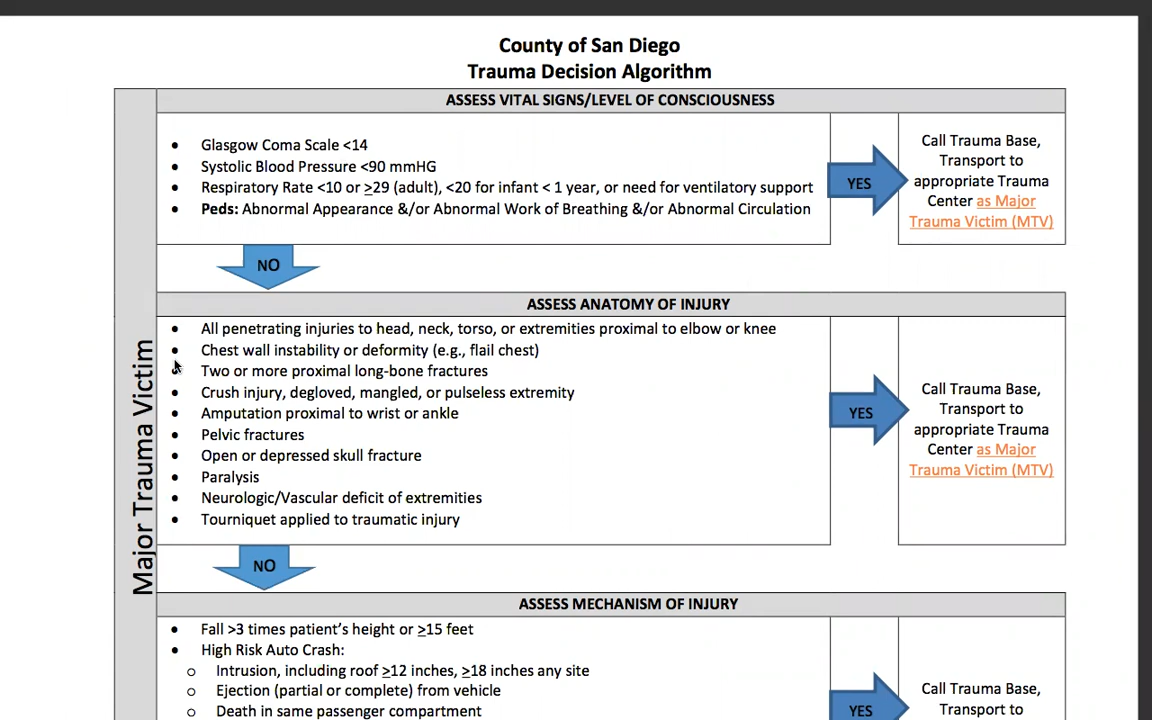 County of San Diego
Trauma Decision Algorithm
ASSESS VITAL SIGNS/LEVEL OF CONSCIOUSNESS
• Glasgow Coma Scale <14
• Systolic Blood Pressure <90 mmHG
• Respiratory Rate <10 or ≥29 (adult), <20 for infant < 1 year, or need for ventilatory support
• Peds: Abnormal Appearance &/or Abnormal Work of Breathing &/or Abnormal Circulation
YES
Call Trauma Base,
Transport to
appropriate Trauma
Center as Major
Trauma Victim (MTV)
NO
Major Trauma Victim
ASSESS ANATOMY OF INJURY
• All penetrating injuries to head, neck, torso, or extremities proximal to elbow or knee
• Chest wall instability or deformity (e.g., flail chest)
• Two or more proximal long-bone fractures
• Crush injury, degloved, mangled, or pulseless extremity
• Amputation proximal to wrist or ankle
• Pelvic fractures
• Open or depressed skull fracture
• Paralysis
• Neurologic/Vascular deficit of extremities
• Tourniquet applied to traumatic injury
YES
Call Trauma Base,
Transport to
appropriate Trauma
Center as Major
Trauma Victim (MTV)
NO
ASSESS MECHANISM OF INJURY
• Fall >3 times patient's height or ≥15 feet
• High Risk Auto Crash:
o Intrusion, including roof ≥12 inches, ≥18 inches any site
o Ejection (partial or complete) from vehicle
o Death in same passenger compartment
YES
Call Trauma Base,
Transport to